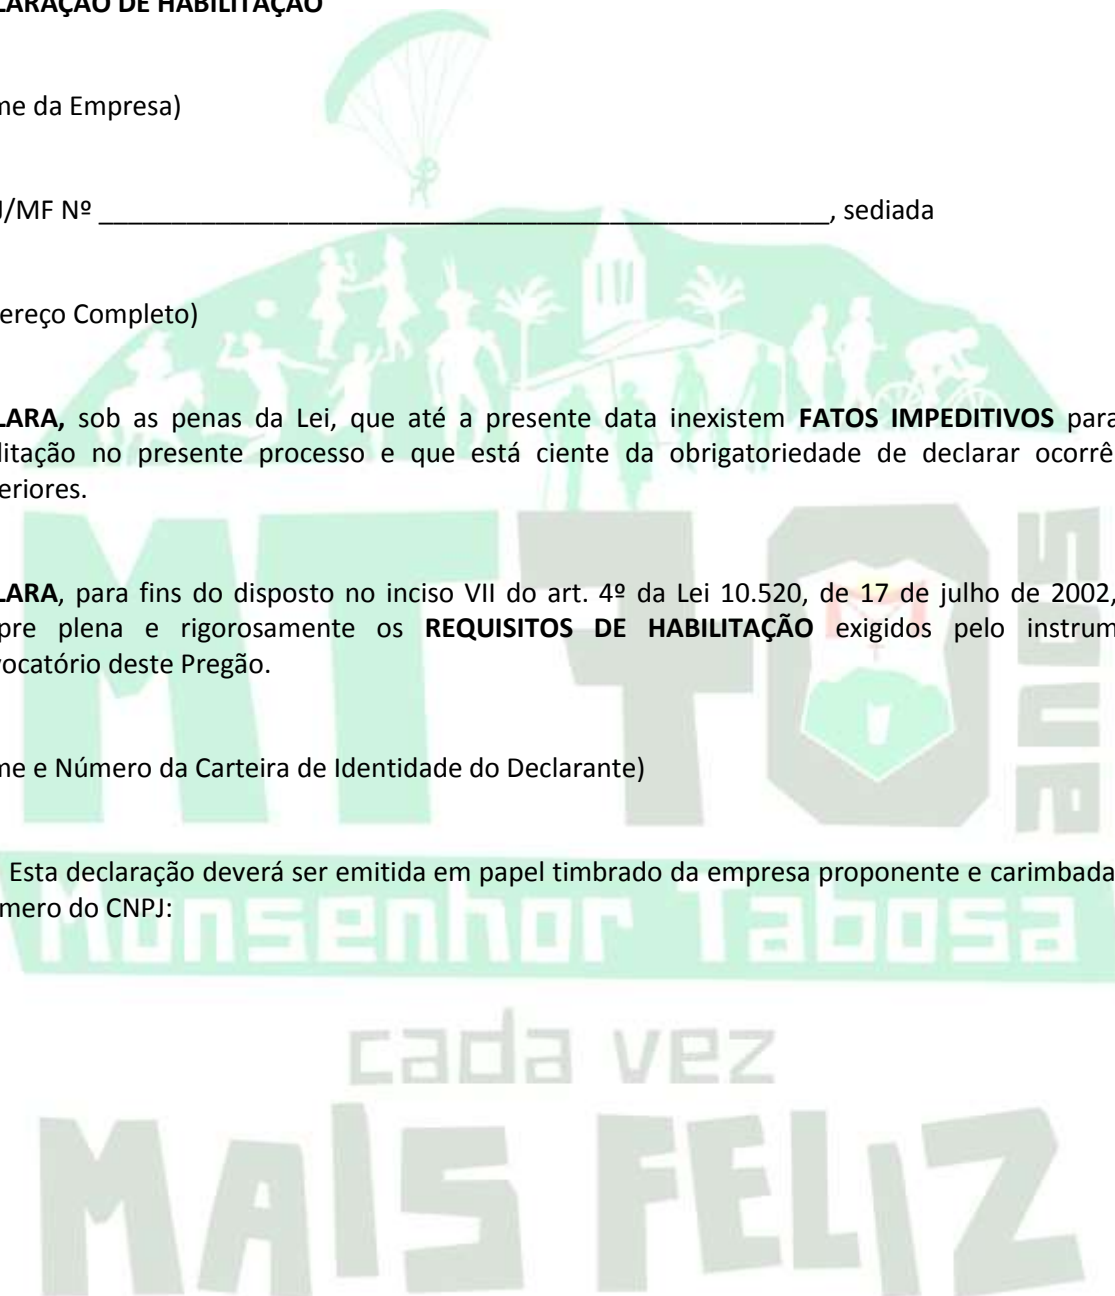 LARAÇÃO DE HABILITAÇÃO
me da Empresa)
J/MF Nº ________________________________________________, sediada
ereço Completo)
LARA, sob as penas da Lei, que até a presente data inexistem FATOS IMPEDITIVOS para
litação no presente processo e que está ciente da obrigatoriedade de declarar ocorrê
eriores.
LARA, para fins do disposto no inciso VII do art. 4º da Lei 10.520, de 17 de julho de 2002,
pre plena e rigorosamente os REQUISITOS DE HABILITAÇÃO exigidos pelo instrum
vocatório deste Pregão.
me e Número da Carteira de Identidade do Declarante)
Esta declaração deverá ser emitida em papel timbrado da empresa proponente e carimbada
mero do CNPJ:
MTTO
Monsenhor Tabosa
cada vez
MAIS FELIZ